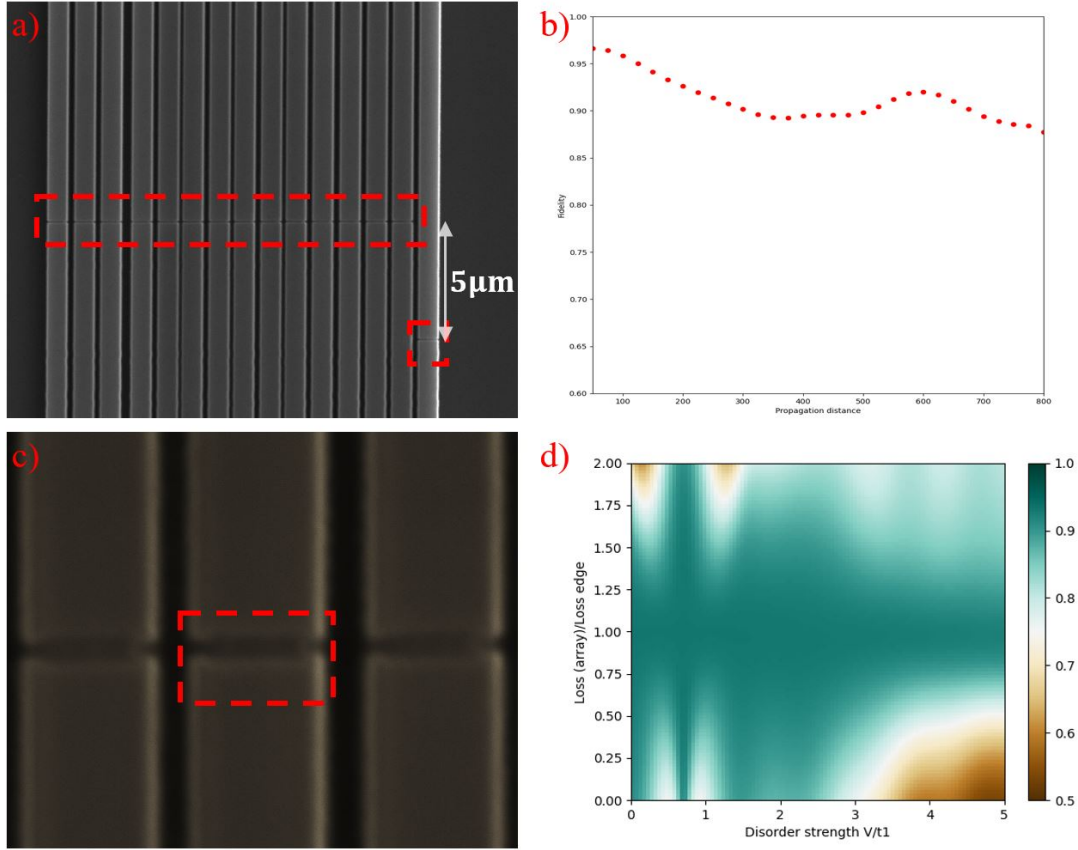 a)
5μm
b)
1.00
0.95
0.90
0.85
0.80
0.75
0.70
0.65
0.60
Fidelity
100 200 300 400 500 600 700 800
Propagation distance
c)
d)
2.00
1.75
1.50
1.25
1.00
0.75
0.50
0.25
0.00
Loss (array)/Loss edge
0 1 2 3 4 5
Disorder strength V/t1
1.0
0.9
0.8
0.7
0.6
0.5